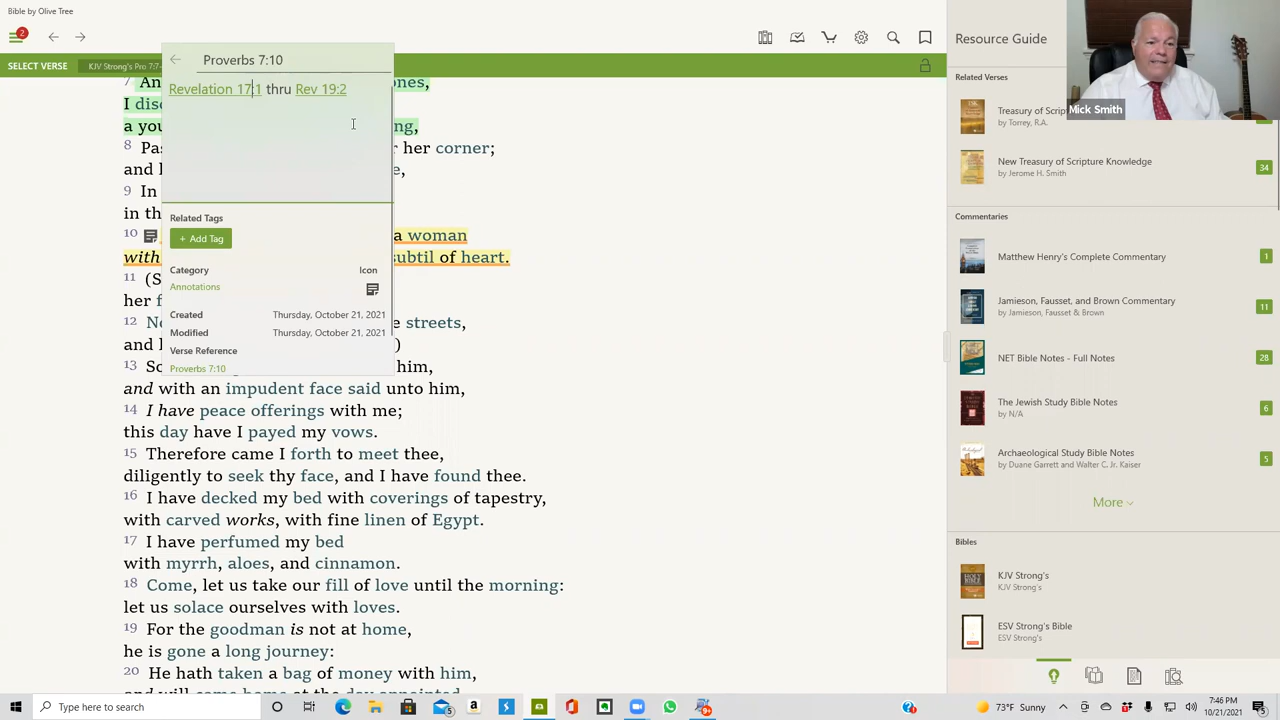 Bible by Olive Tree
2
SELECT VERSE
KJV Strong's Pro 7:7-
Proverbs 7:10
Revelation 17:1 thru Rev 19:2
Related Tags
+ Add Tag
Category
Icon
Annotations
Created
Thursday, October 21, 2021
Modified
Thursday, October 21, 2021
Verse Reference
Proverbs 7:10
7 An
ones,
I disc
a you
ng,
8 Pas
r her corner;
and h
e,
9 In
in th
10
a woman
with
subtil of heart.
11 (S
her f
12 No
e streets,
and l
.)
13 So
him,
and with an impudent face said unto him,
14 I have peace offerings with me;
this day have I payed my vows.
15 Therefore came I forth to meet thee,
diligently to seek thy face, and I have found thee.
16 I have decked my bed with coverings of tapestry,
with carved works, with fine linen of Egypt.
17 I have perfumed my bed
with myrrh, aloes, and cinnamon.
18 Come, let us take our fill of love until the morning:
let us solace ourselves with loves.
19 For the goodman is not at home,
he is gone a long journey:
20 He hath taken a bag of money with him,
and will come home at the day appointed
Resource Guide
Related Verses
Treasury of Scrip
by Torrey, R.A.
Mick Smith
New Treasury of Scripture Knowledge
by Jerome H. Smith
34
Commentaries
Matthew Henry's Complete Commentary
1
Jamieson, Fausset, and Brown Commentary
by Jamieson, Fausset & Brown
11
NET Bible Notes - Full Notes
28
The Jewish Study Bible Notes
by N/A
6
Archaeological Study Bible Notes
by Duane Garrett and Walter C. Jr. Kaiser
5
More
Bibles
KJV Strong's
KJV Strong's
ESV Strong's Bible
ESV Strong's
Type here to search
73°F Sunny
7:46 PM
10/21/2021